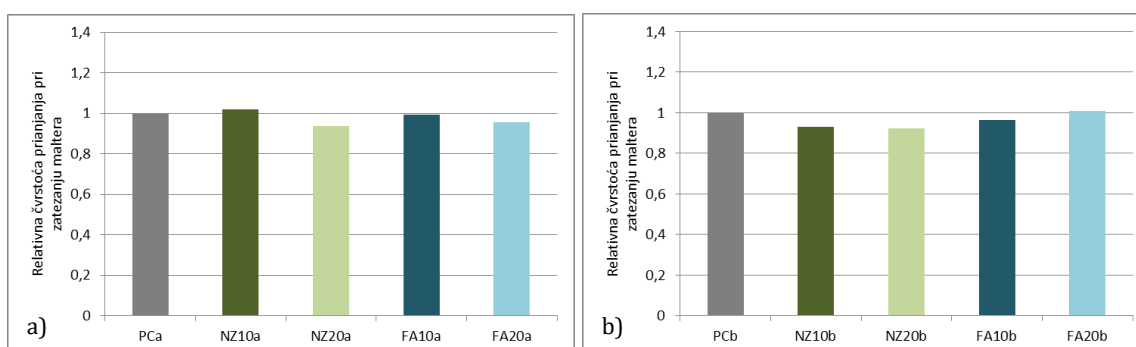 Relativna čvrstoća prianjanja pri
zatezanju maltera
1,4
1,2
1
0,8
0,6
0,4
0,2
0
PCa NZ10a NZ20a FA10a FA20a
a)
Relativna čvrstoća prianjanja pri
zatezanju maltera
1,4
1,2
1
0,8
0,6
0,4
0,2
0
PCb NZ10b NZ20b FA10b FA20b
b)